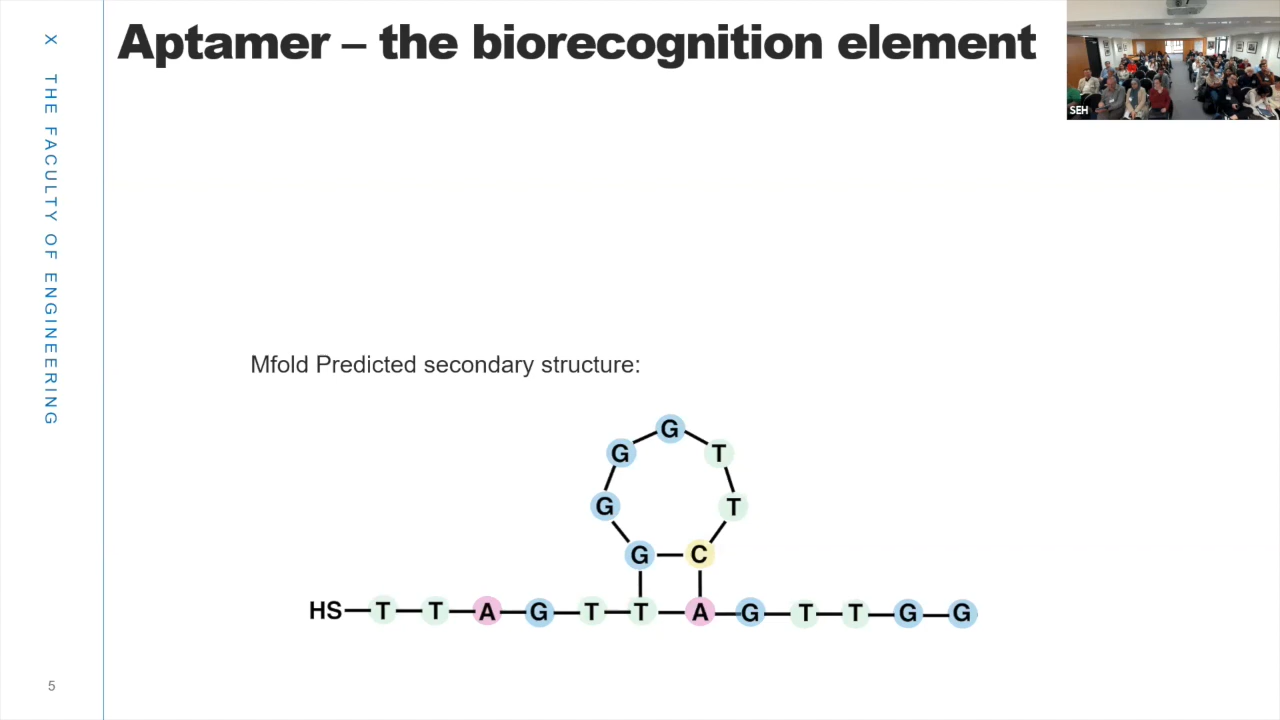 Aptamer – the biorecognition element
SEH
X THE FACULTY OF ENGINEERING
Mfold Predicted secondary structure:
G
G T
G T
G C
HS T T A G T T A G T T G G
5